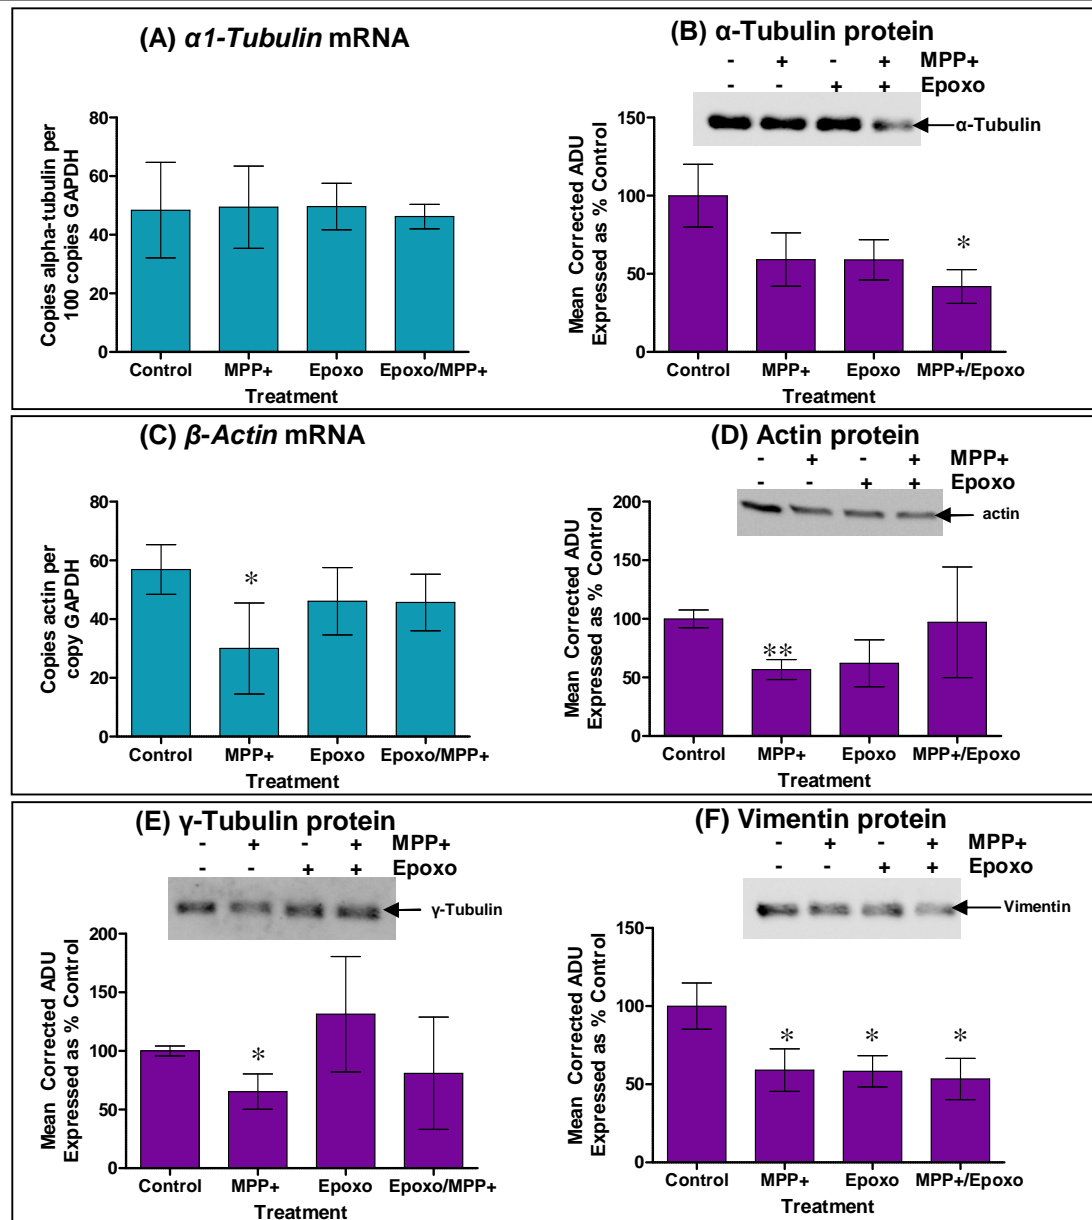 (A) α1-Tubulin mRNA
Copies alpha-tubulin per
100 copies GAPDH
80
60
40
20
0
Control MPP+ Epoxo Epoxo/MPP+
Treatment
(B) α-Tubulin protein
- + - + MPP+
- - + + Epoxo
α-Tubulin
Mean Corrected ADU
Expressed as % Control
150
100
50
0
*
Control MPP+ Epoxo MPP+/Epoxo
Treatment
(C) β-Actin mRNA
Copies actin per
copy GAPDH
80
60
40
20
0
*
Control MPP+ Epoxo Epoxo/MPP+
Treatment
(D) Actin protein
- + - + MPP+
- - + + Epoxo
actin
Mean Corrected ADU
Expressed as % Control
200
150
100
50
0
**
Control MPP+ Epoxo MPP+/Epoxo
Treatment
(E) γ-Tubulin protein
- + - + MPP+
- - + + Epoxo
γ-Tubulin
Mean Corrected ADU
Expressed as % Control
200
150
100
50
0
*
Control MPP+ Epoxo Epoxo/MPP+
Treatment
(F) Vimentin protein
- + - + MPP+
- - + + Epoxo
Vimentin
Mean Corrected ADU
Expressed as % Control
150
100
50
0
* * *
Control MPP+ Epoxo MPP+/Epoxo
Treatment